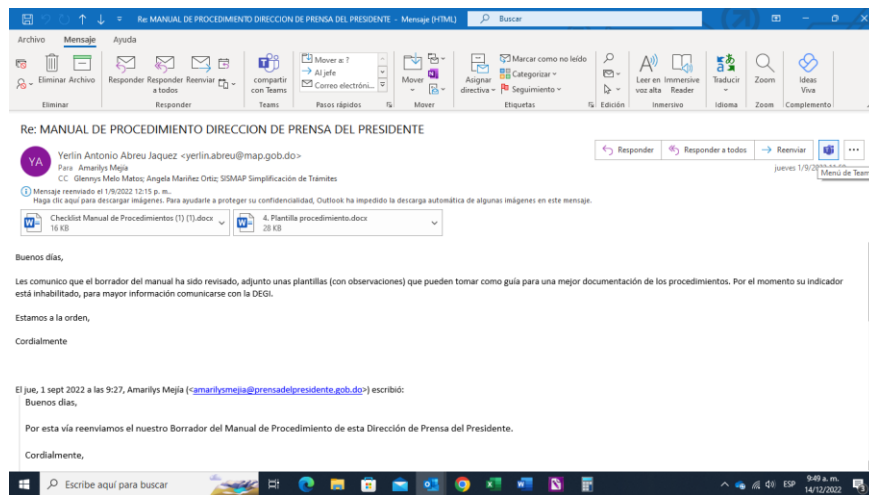 Re: MANUAL DE PROCEDIMIENTO DIRECCION DE PRENSA DEL PRESIDENTE - Mensaje (HTML)
Buscar
Archivo Mensaje Ayuda
Eliminar Archivo
Responder Responder a todos Reenviar
compartir con Teams
Mover a: ?
Al jefe
Correo electróni...
Mover
Asignar directiva
Marcar como no leído
Categorizar
Seguimiento
Leer en voz alta
Immersive Reader
Traducir
Zoom
Ideas Viva
Eliminar Responder Teams Pasos rápidos Mover Etiquetas Edición Inmersivo Idioma Zoom Complemento
Re: MANUAL DE PROCEDIMIENTO DIRECCION DE PRENSA DEL PRESIDENTE
YA
Yerlin Antonio Abreu Jaquez <yerlin.abreu@map.gob.do>
Para Amarilys Mejía
CC Glennys Melo Matos; Angela Mariñez Ortiz; SISMAP Simplificación de Trámites
Responder Responder a todos Reenviar
jueves 1/9/2022
Menú de Team
Mensaje reenviado el 1/9/2022 12:15 p. m..
Haga clic aquí para descargar imágenes. Para ayudarle a proteger su confidencialidad, Outlook ha impedido la descarga automática de algunas imágenes en este mensaje.
Checklist Manual de Procedimientos (1) (1).docx
16 KB
4. Plantilla procedimiento.docx
28 KB
Buenos días,
Les comunico que el borrador del manual ha sido revisado, adjunto unas plantillas (con observaciones) que pueden tomar como guía para una mejor documentación de los procedimientos. Por el momento su indicador
está inhabilitado, para mayor información comunicarse con la DEGI.
Estamos a la orden,
Cordialmente
El jue, 1 sept 2022 a las 9:27, Amarilys Mejía (<amarilysmejia@prensadelpresidente.gob.do>) escribió:
Buenos días,
Por esta vía reenviamos el nuestro Borrador del Manual de Procedimiento de esta Dirección de Prensa del Presidente.
Cordialmente,
Escribe aquí para buscar
ESP
9:49 a. m.
14/12/2022